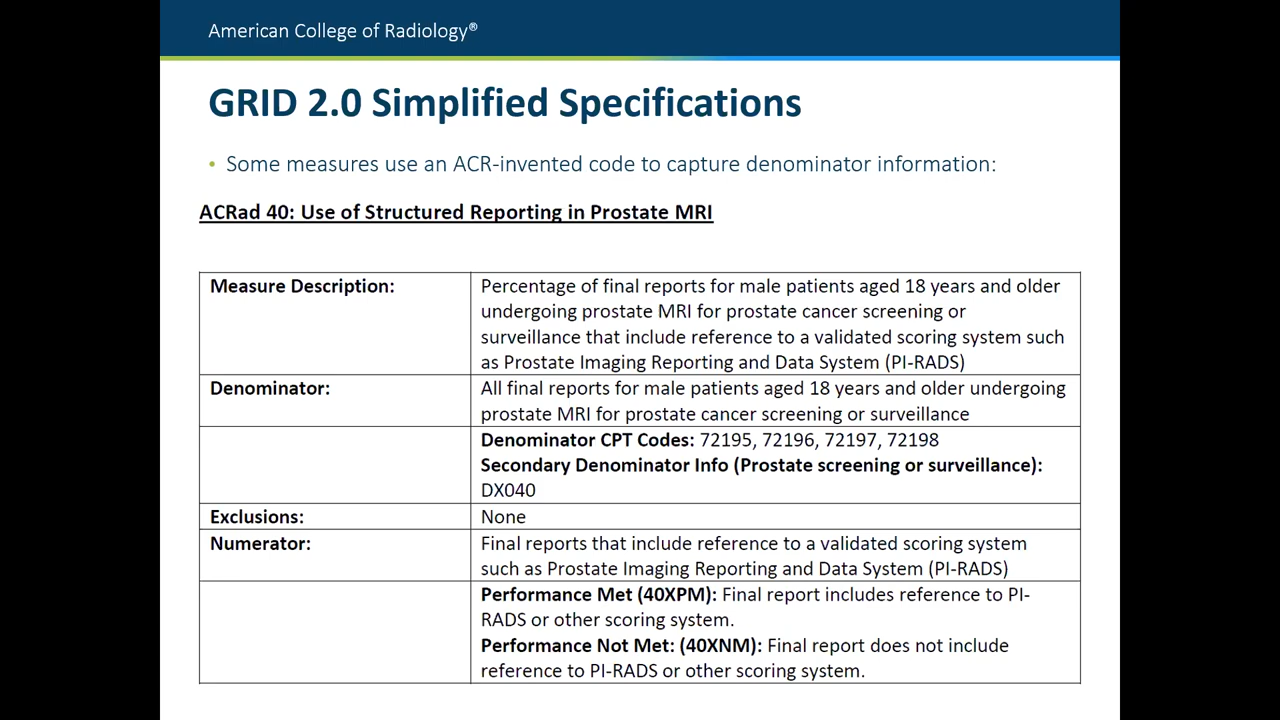 American College of Radiology®
GRID 2.0 Simplified Specifications
• Some measures use an ACR-invented code to capture denominator information:
ACRad 40: Use of Structured Reporting in Prostate MRI
Measure Description:
Percentage of final reports for male patients aged 18 years and older
undergoing prostate MRI for prostate cancer screening or
surveillance that include reference to a validated scoring system such
as Prostate Imaging Reporting and Data System (PI-RADS)
Denominator:
All final reports for male patients aged 18 years and older undergoing
prostate MRI for prostate cancer screening or surveillance
Denominator CPT Codes: 72195, 72196, 72197, 72198
Secondary Denominator Info (Prostate screening or surveillance):
DX040
Exclusions:
None
Numerator:
Final reports that include reference to a validated scoring system
such as Prostate Imaging Reporting and Data System (PI-RADS)
Performance Met (40XPM): Final report includes reference to PI-
RADS or other scoring system.
Performance Not Met: (40XNM): Final report does not include
reference to PI-RADS or other scoring system.